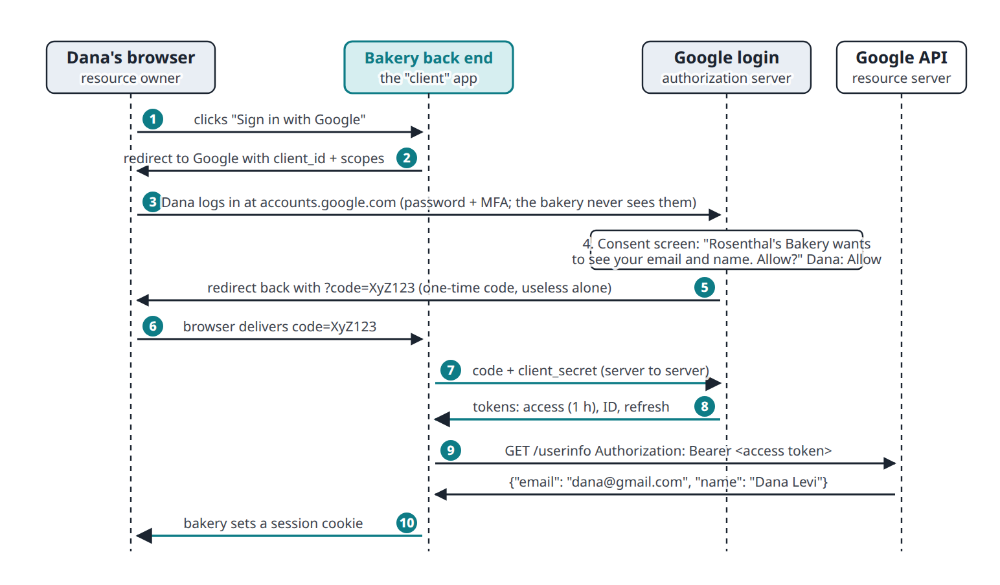 Dana's browser
resource owner
Bakery back end
the "client" app
Google login
authorization server
Google API
resource server
1 clicks "Sign in with Google"
redirect to Google with client_id + scopes 2
3 Dana logs in at accounts.google.com (password + MFA; the bakery never sees them)
4. Consent screen: "Rosenthal's Bakery wants
to see your email and name. Allow?" Dana: Allow
redirect back with ?code=XyZ123 (one-time code, useless alone) 5
6 browser delivers code=XyZ123
7 code + client_secret (server to server)
tokens: access (1 h), ID, refresh 8
9 GET /userinfo Authorization: Bearer <access token>
{"email": "dana@gmail.com", "name": "Dana Levi"}
bakery sets a session cookie 10